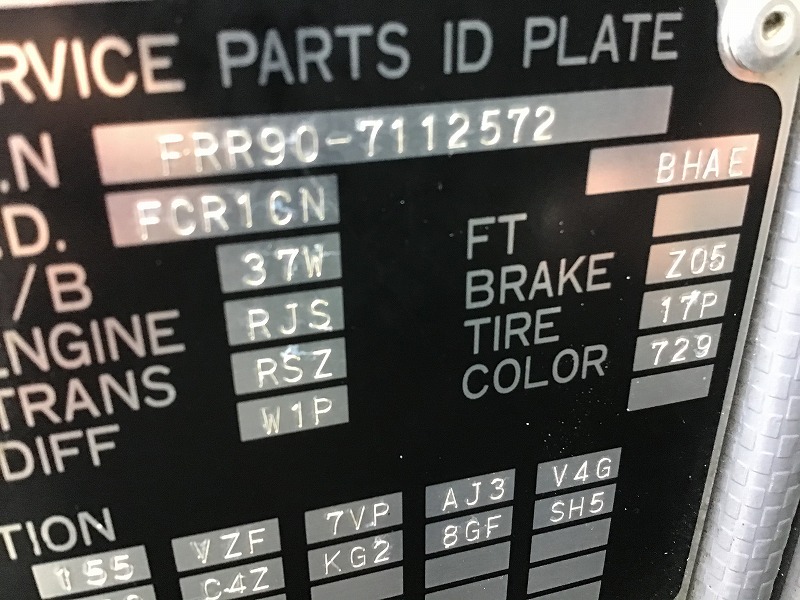 RVICE PARTS ID PLATE
.N FRR90-7112572
.D. FCR1CN BHAE
/B 37W FT
ENGINE RJS BRAKE Z05
TRANS RSZ TIRE 17P
DIFF W1P COLOR 729
TION 155 VZF 7VP AJ3 V4G
C4Z KG2 8GF SH5